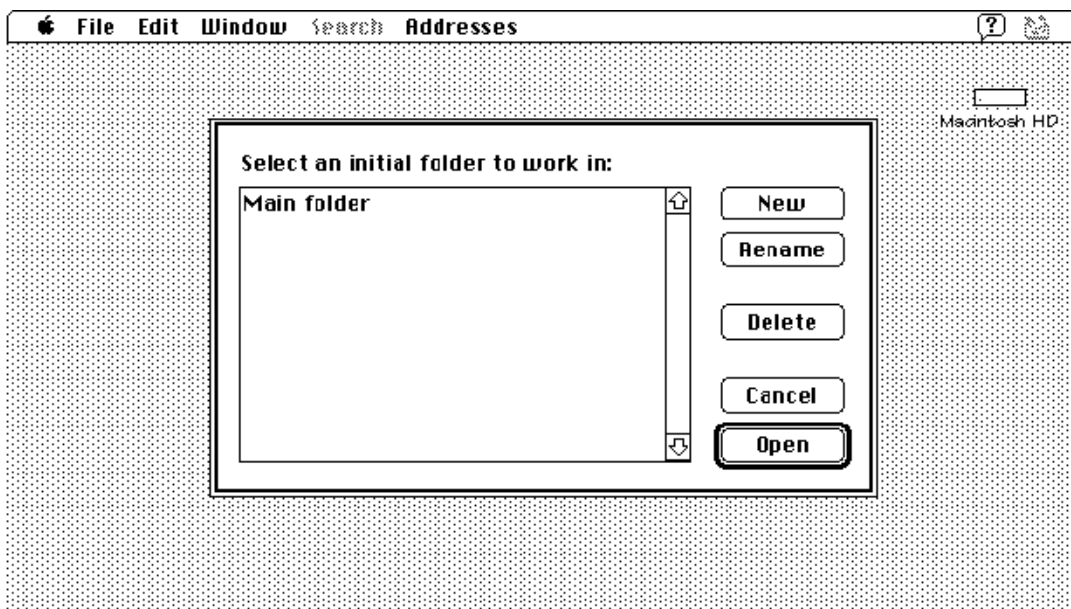 File Edit Window Search Addresses
Macintosh HD
Select an initial folder to work in:
Main folder
New
Rename
Delete
Cancel
Open